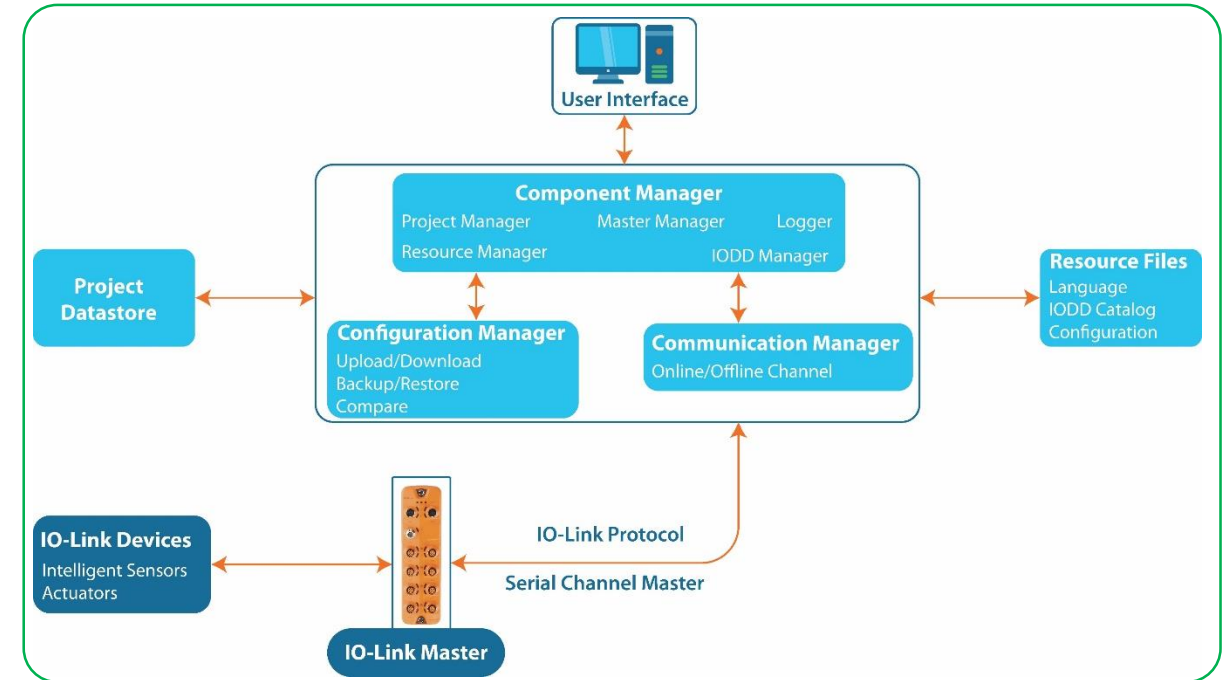 User Interface
Component Manager
Project Manager Master Manager Logger
Resource Manager IODD Manager
Project
Datastore
Resource Files
Language
IODD Catalog
Configuration
Configuration Manager
Upload/Download
Backup/Restore
Compare
Communication Manager
Online/Offline Channel
IO-Link Devices
Intelligent Sensors
Actuators
IO-Link Protocol
Serial Channel Master
IO-Link Master